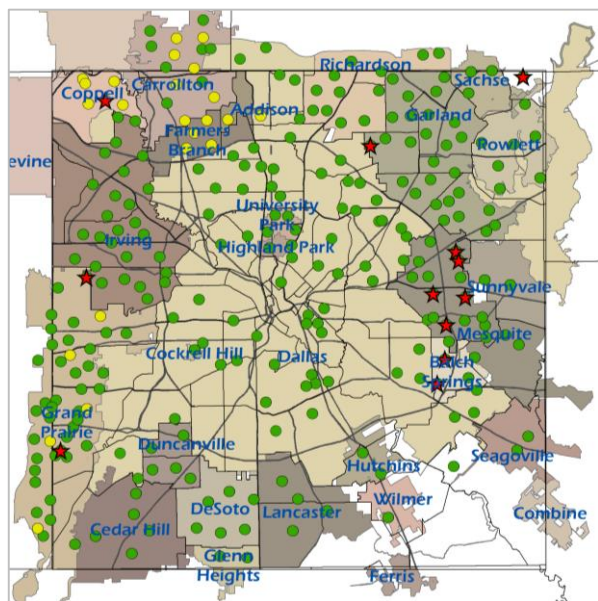 Richardson
Sachse
Coppell
Carrollton
Addison
Garland
Farmers
Branch
Rowlett
evine
University
Park
Irving
Highland Park
Sunnyvale
Mesquite
Cockrell Hill
Dallas
Balch
Springs
Grand
Prairie
Duncanville
Hutchins
Seagoville
DeSoto
Wilmer
Cedar Hill
Lancaster
Combine
Glenn
Heights
Ferris